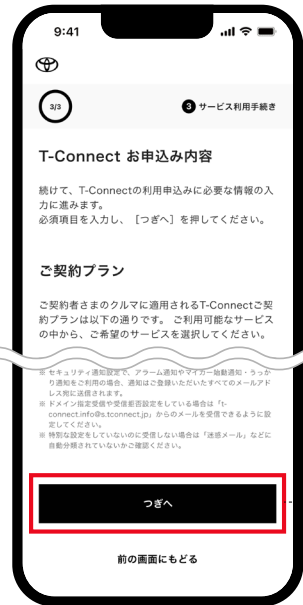 9:41
3/3
3 サービス利用手続き
T-Connect お申込み内容
続けて、T-Connectの利用申込みに必要な情報の入
力に進みます。
必須項目を入力し、［つぎへ］を押してください。
ご契約プラン
ご契約者さまのクルマに適用されるT-Connectご契
約プランは以下の通りです。 ご利用可能なサービス
の中から、ご希望のサービスを選択してください。
※ セキュリティ通知設定で、アラーム通知やマイカー始動通知・うっか
り通知をご利用の場合、通知はご登録いただいたすべてのメールアド
レス宛に送信されます。
※ ドメイン指定受信や受信拒否設定をしている場合は「t-
connect.info@s.tconnect.jp」からのメールを受信できるように設
定してください。
※ 特別な設定をしていないのに受信しない場合は「迷惑メール」などに
自動分類されていないかご確認ください。
つぎへ
前の画面にもどる